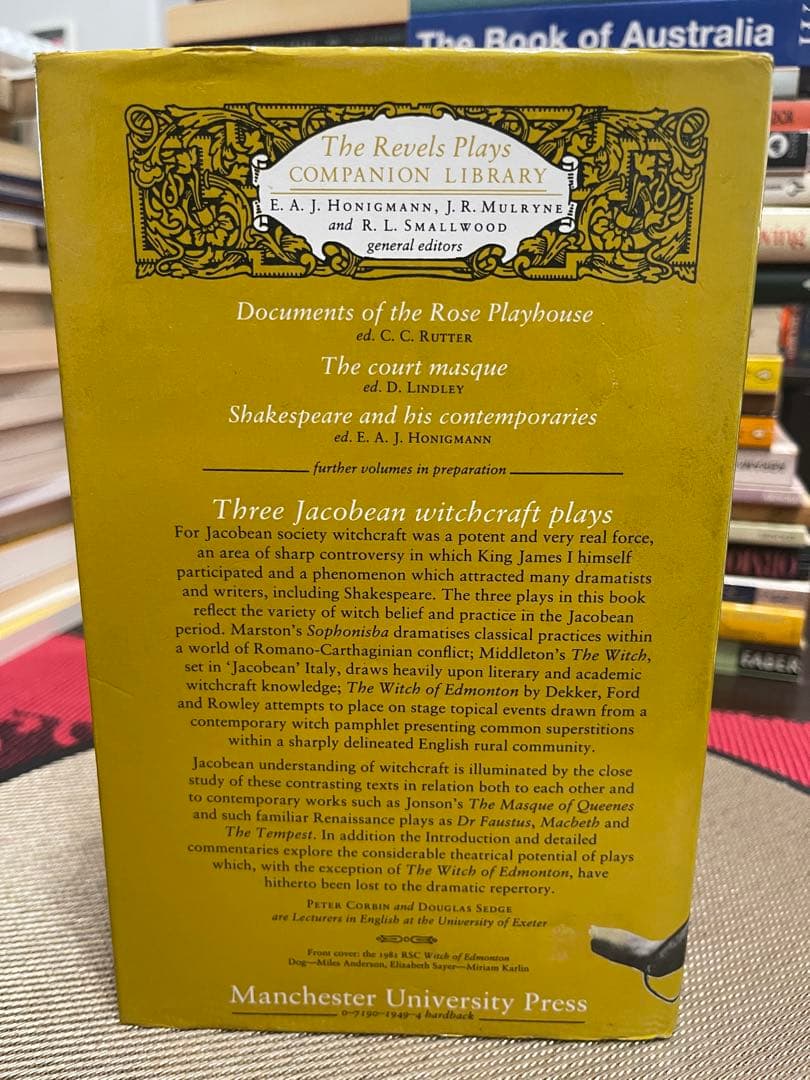 The Book of Australia
The Revels Plays
COMPANION LIBRARY
E. A. J. HONIGMANN, J. R. MULRYNE
and R. L. SMALLWOOD
general editors
Documents of the Rose Playhouse
ed. C. C. RUTTER
The court masque
ed. D. LINDLEY
Shakespeare and his contemporaries
ed. E. A. J. HONIGMANN
further volumes in preparation
Three Jacobean witchcraft plays
For Jacobean society witchcraft was a potent and very real force,
an area of sharp controversy in which King James I himself
participated and a phenomenon which attracted many dramatists
and writers, including Shakespeare. The three plays in this book
reflect the variety of witch belief and practice in the Jacobean
period. Marston's Sophonisba dramatises classical practices within
a world of Romano-Carthaginian conflict; Middleton's The Witch,
set in 'Jacobean' Italy, draws heavily upon literary and academic
witchcraft knowledge; The Witch of Edmonton by Dekker, Ford
and Rowley attempts to place on stage topical events drawn from a
contemporary witch pamphlet presenting common superstitions
within a sharply delineated English rural community.
Jacobean understanding of witchcraft is illuminated by the close
study of these contrasting texts in relation both to each other and
to contemporary works such as Jonson's The Masque of Queenes
and such familiar Renaissance plays as Dr Faustus, Macbeth and
The Tempest. In addition the Introduction and detailed
commentaries explore the considerable theatrical potential of plays
which, with the exception of The Witch of Edmonton, have
hitherto been lost to the dramatic repertory.
PETER CORBIN and DOUGLAS SEDGE
are Lecturers in English at the University of Exeter
Front cover: the 1981 RSC Witch of Edmonton
Dog—Miles Anderson, Elizabeth Sayer—Miriam Karlin
Manchester University Press
0-7190-1949-4 hardback
FABER